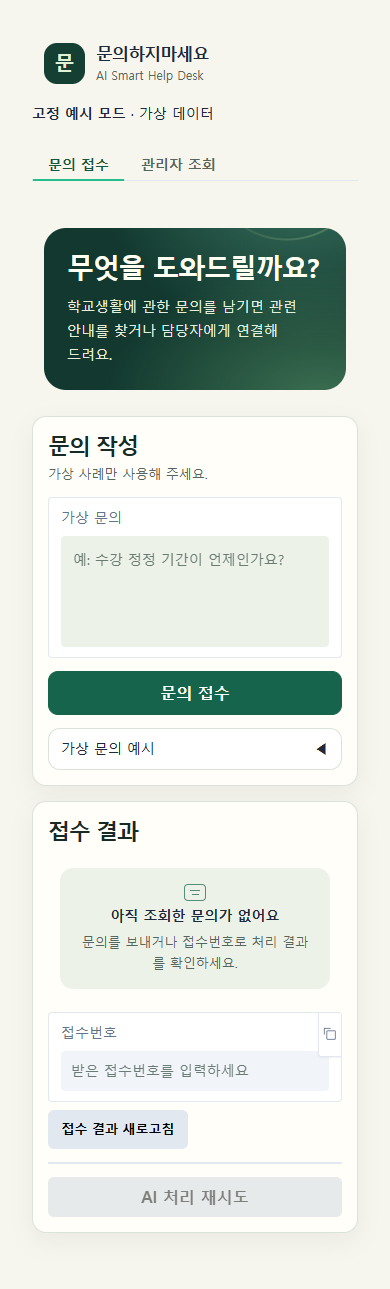 문
문의하지마세요
AI Smart Help Desk
고정 예시 모드 · 가상 데이터
문의 접수
관리자 조회
무엇을 도와드릴까요?
학교생활에 관한 문의를 남기면 관련
안내를 찾거나 담당자에게 연결해
드려요.
문의 작성
가상 사례만 사용해 주세요.
가상 문의
예: 수강 정정 기간이 언제인가요?
문의 접수
가상 문의 예시
접수 결과
아직 조회한 문의가 없어요
문의를 보내거나 접수번호로 처리 결과
를 확인하세요.
접수번호
받은 접수번호를 입력하세요
접수 결과 새로고침
AI 처리 재시도